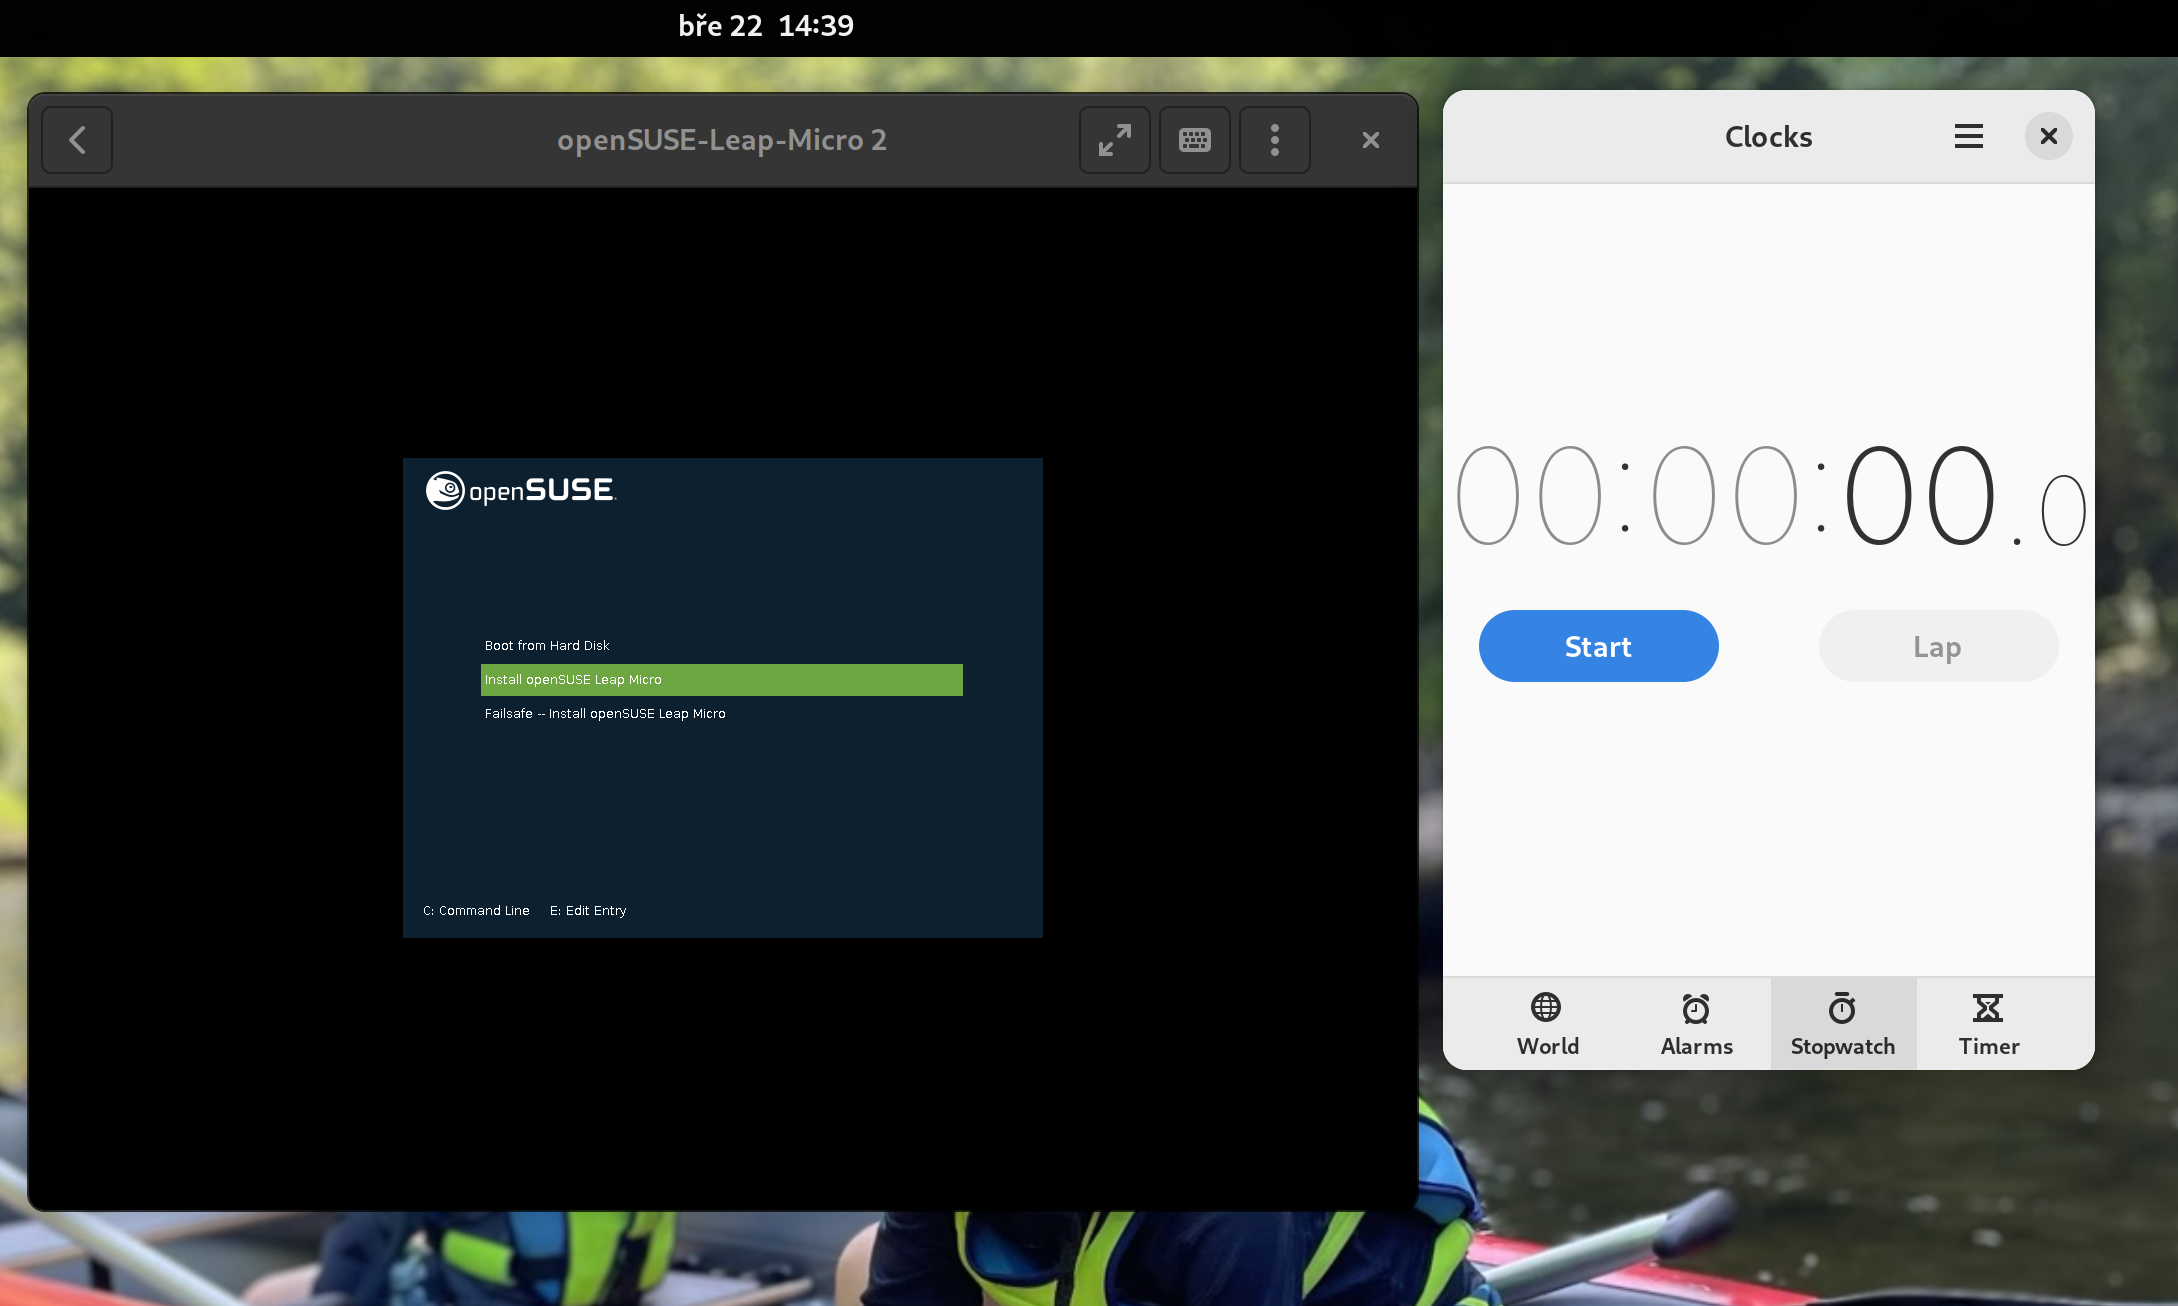 bře 22 14:39
openSUSE-Leap-Micro 2
openSUSE
Boot from Hard Disk
Install openSUSE Leap Micro
Failsafe -- Install openSUSE Leap Micro
C: Command Line E: Edit Entry
Clocks
00:00:00.0
Start Lap
World Alarms Stopwatch Timer